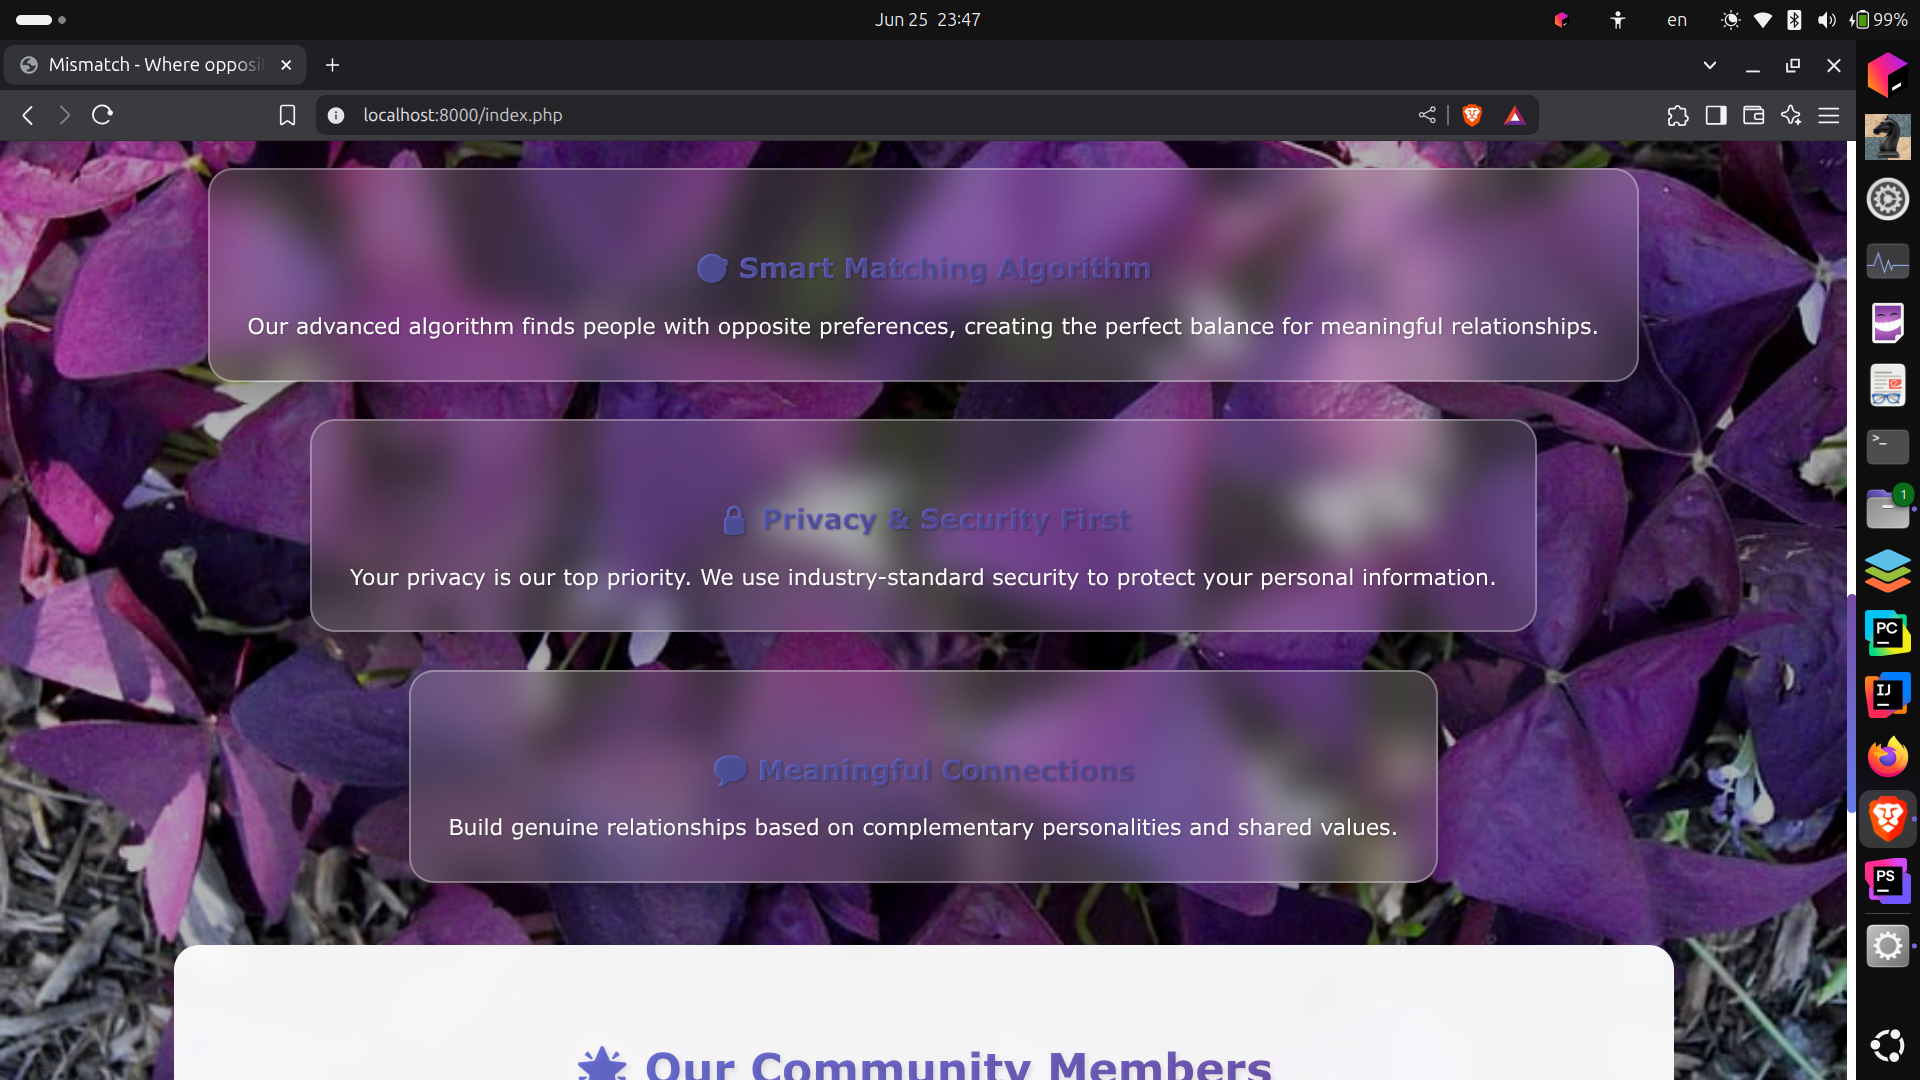 Jun 25 23:47
en
99%
Mismatch - Where opposi
localhost:8000/index.php
Smart Matching Algorithm
Our advanced algorithm finds people with opposite preferences, creating the perfect balance for meaningful relationships.
Privacy & Security First
Your privacy is our top priority. We use industry-standard security to protect your personal information.
Meaningful Connections
Build genuine relationships based on complementary personalities and shared values.
Our Community Members
>_
1
PC
IJ
PS